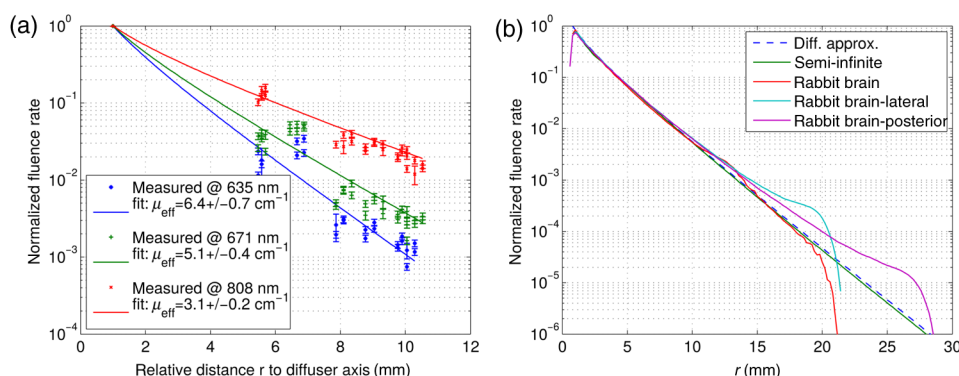 (a)
Normalized fluence rate
10^0
10^-1
10^-2
10^-3
10^-4
0 2 4 6 8 10 12
Relative distance r to diffuser axis (mm)
Measured @ 635 nm
fit: μ_eff=6.4+/−0.7 cm^−1
Measured @ 671 nm
fit: μ_eff=5.1+/−0.4 cm^−1
Measured @ 808 nm
fit: μ_eff=3.1+/−0.2 cm^−1
(b)
Normalized fluence rate
10^0
10^-1
10^-2
10^-3
10^-4
10^-5
10^-6
0 5 10 15 20 25 30
r (mm)
Diff. approx.
Semi-infinite
Rabbit brain
Rabbit brain-lateral
Rabbit brain-posterior